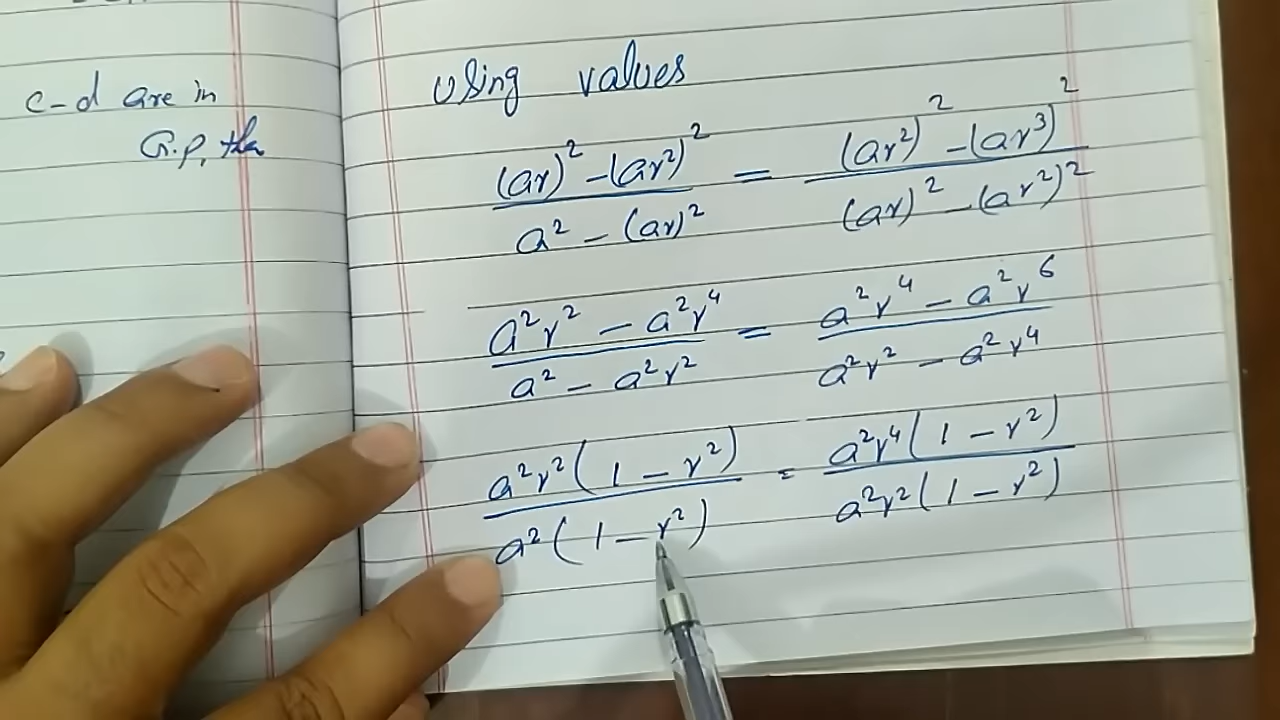 c-d are in
G.P, the
Using values
(ar)² - (ar²)² / a² - (ar)² = (ar²)² - (ar³)² / (ar)² - (ar²)²
a²r² - a²r⁴ / a² - a²r² = a²r⁴ - a²r⁶ / a²r² - a²r⁴
a²r²(1 - r²) / a²(1 - r²) = a²r⁴(1 - r²) / a²r²(1 - r²)